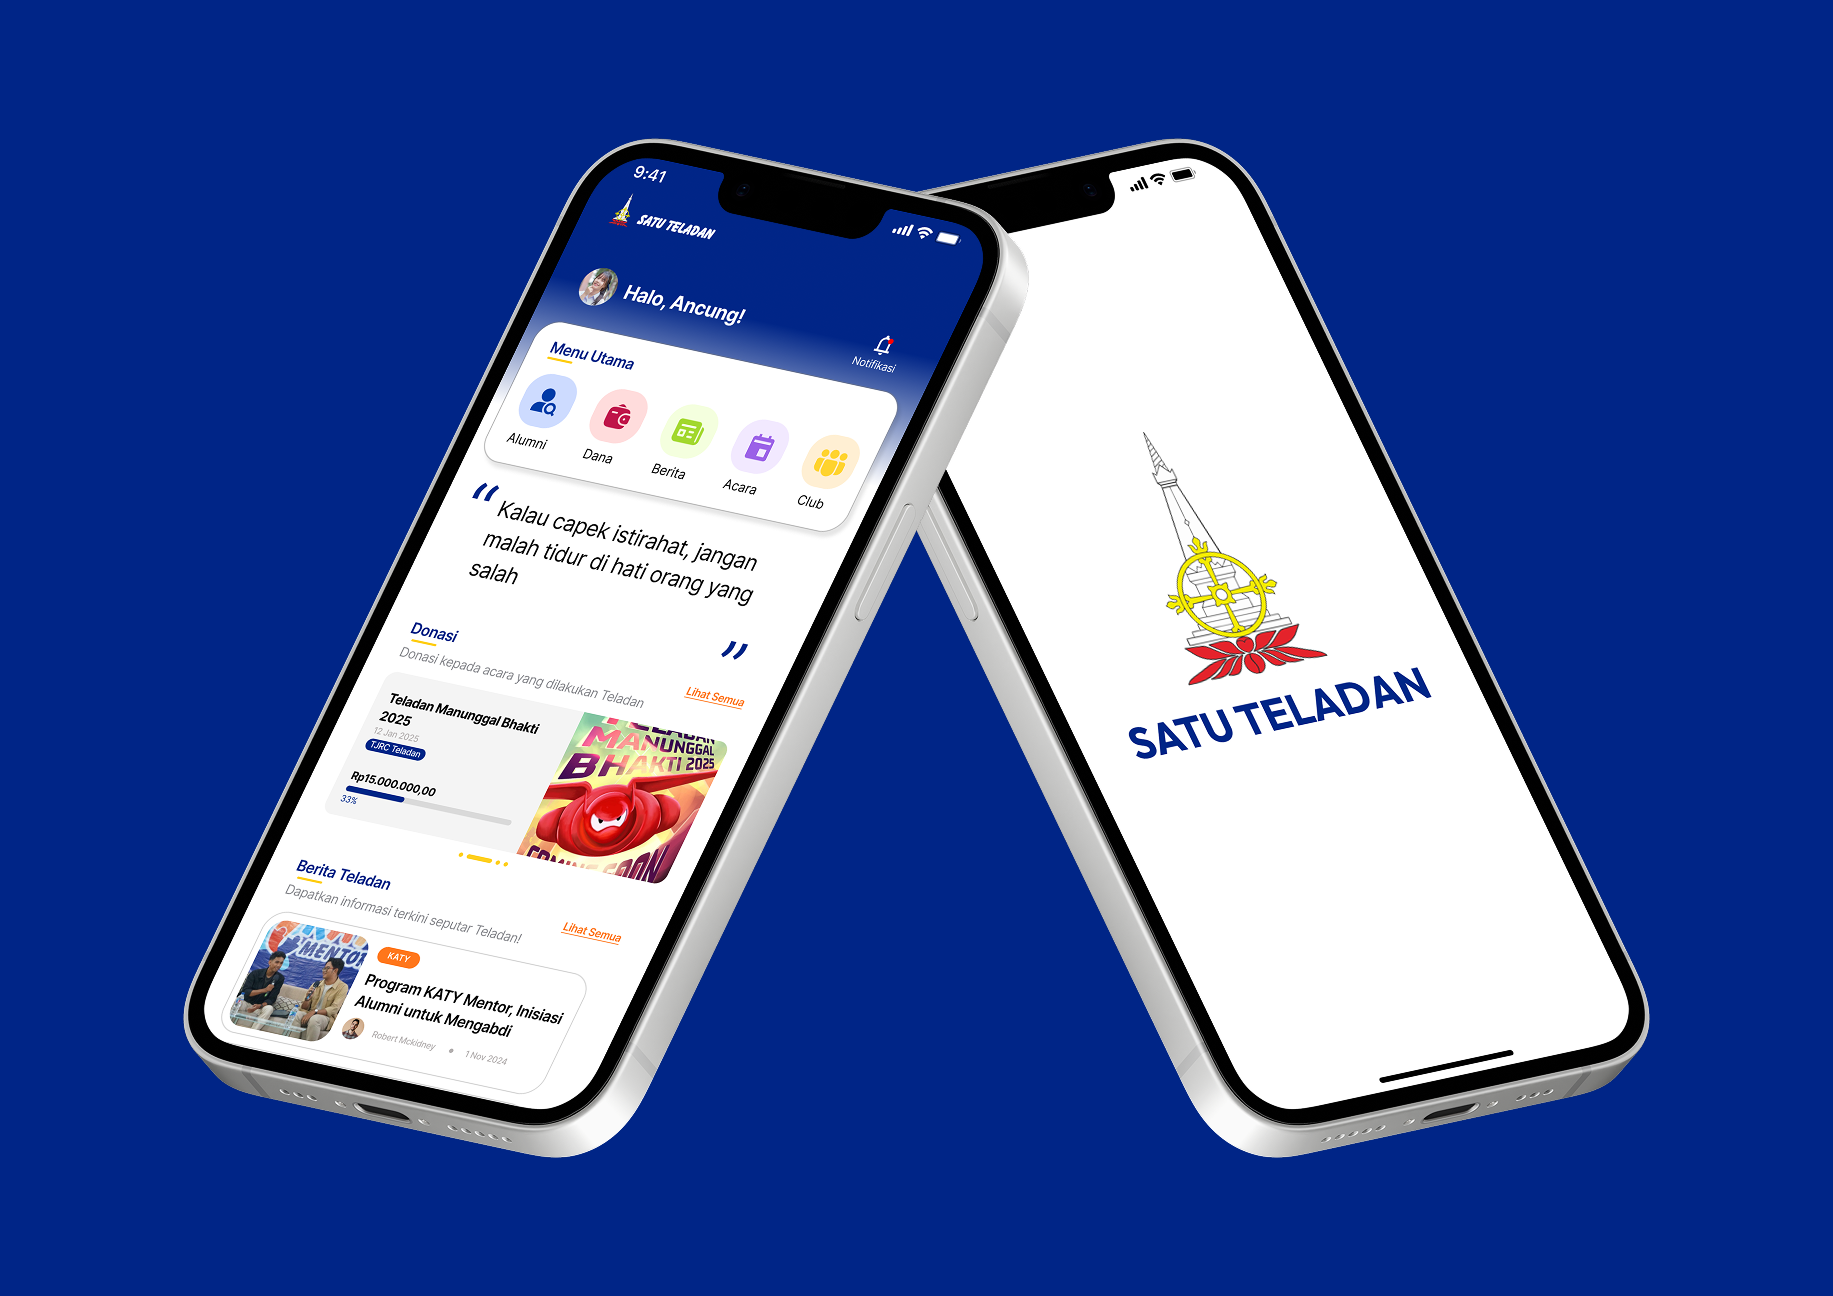 9:41
SATU TELADAN
Halo, Ancung!
Notifikasi
Menu Utama
Alumni
Dana
Berita
Acara
Club
“
Kalau capek istirahat, jangan
malah tidur di hati orang yang
salah
”
Donasi
Donasi kepada acara yang dilakukan Teladan
Lihat Semua
Teladan Manunggal Bhakti
2025
12 Jan 2025
TJRC Teladan
Rp15.000.000,00
33%
TELADAN
MANUNGGAL
BHAKTI 2025
COMING SOON
Berita Teladan
Dapatkan informasi terkini seputar Teladan!
Lihat Semua
MENTOR
KATY
Program KATY Mentor, Inisiasi
Alumni untuk Mengabdi
Robert Mckidney • 1 Nov 2024
SATU TELADAN